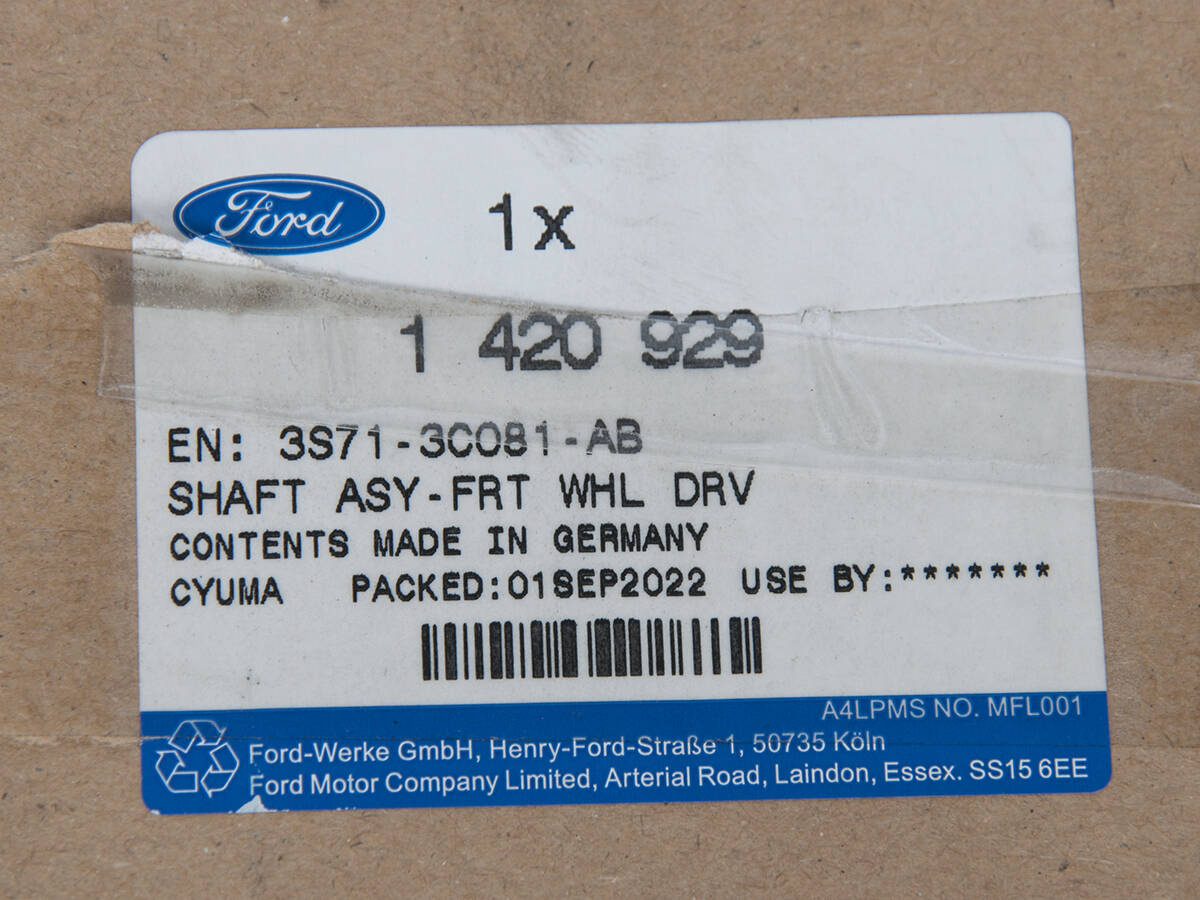 Ford
1x
1 420 929
EN: 3S71-3C081-AB
SHAFT ASY-FRT WHL DRV
CONTENTS MADE IN GERMANY
CYUMA PACKED:01SEP2022 USE BY:*******
A4LPMS NO. MFL001
Ford-Werke GmbH, Henry-Ford-Straße 1, 50735 Köln
Ford Motor Company Limited, Arterial Road, Laindon, Essex. SS15 6EE